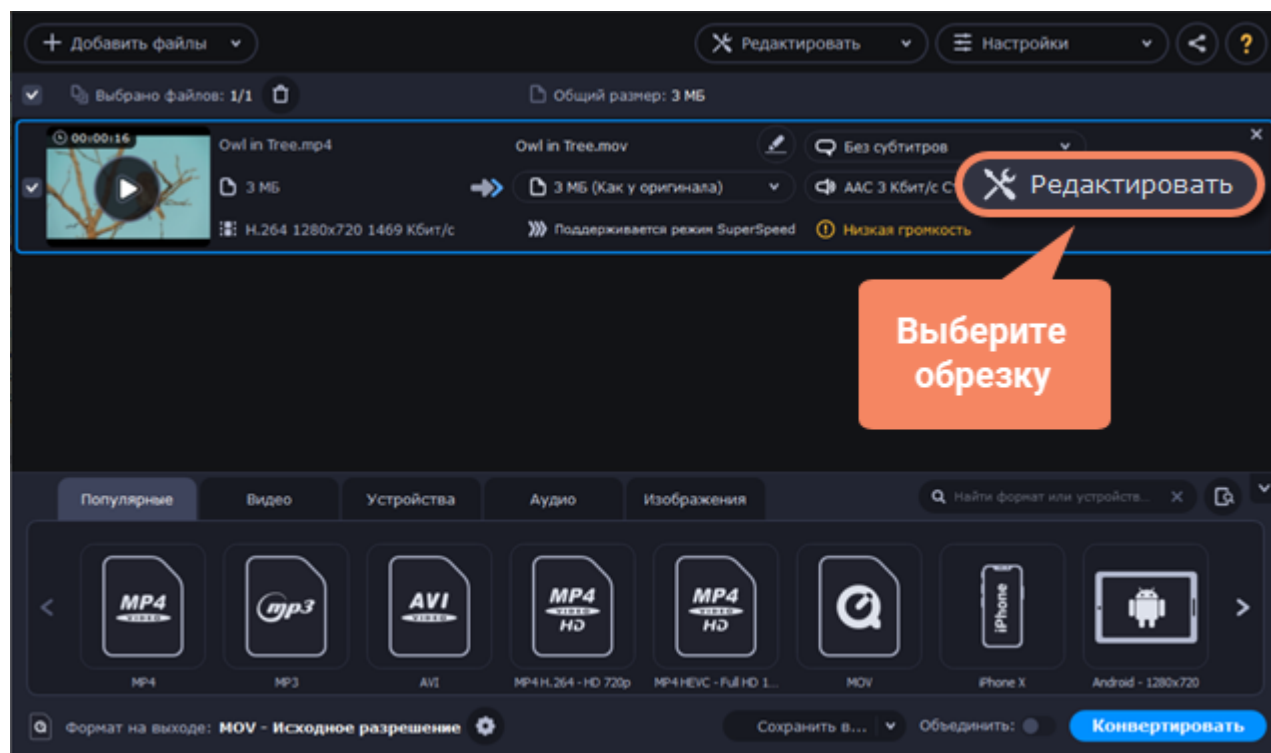 Добавить файлы
Редактировать
Настройки
?
Выбрано файлов: 1/1
Общий размер: 3 МБ
00:00:16
Owl in Tree.mp4
Owl in Tree.mov
Без субтитров
3 МБ
3 МБ (Как у оригинала)
AAC 3 Кбит/с
Редактировать
H.264 1280x720 1469 Кбит/с
Поддерживается режим SuperSpeed
Низкая громкость
Выберите
обрезку
Популярные
Видео
Устройства
Аудио
Изображения
Найти формат или устройств...
MP4
VIDEO
mp3
AVI
VIDEO
MP4
VIDEO
HD
MP4
VIDEO
HD
iPhone
MP4
MP3
AVI
MP4 H.264 - HD 720p
MP4 HEVC - Full HD 1...
MOV
iPhone X
Android - 1280x720
Формат на выходе: MOV - Исходное разрешение
Сохранить в...
Объединить:
Конвертировать